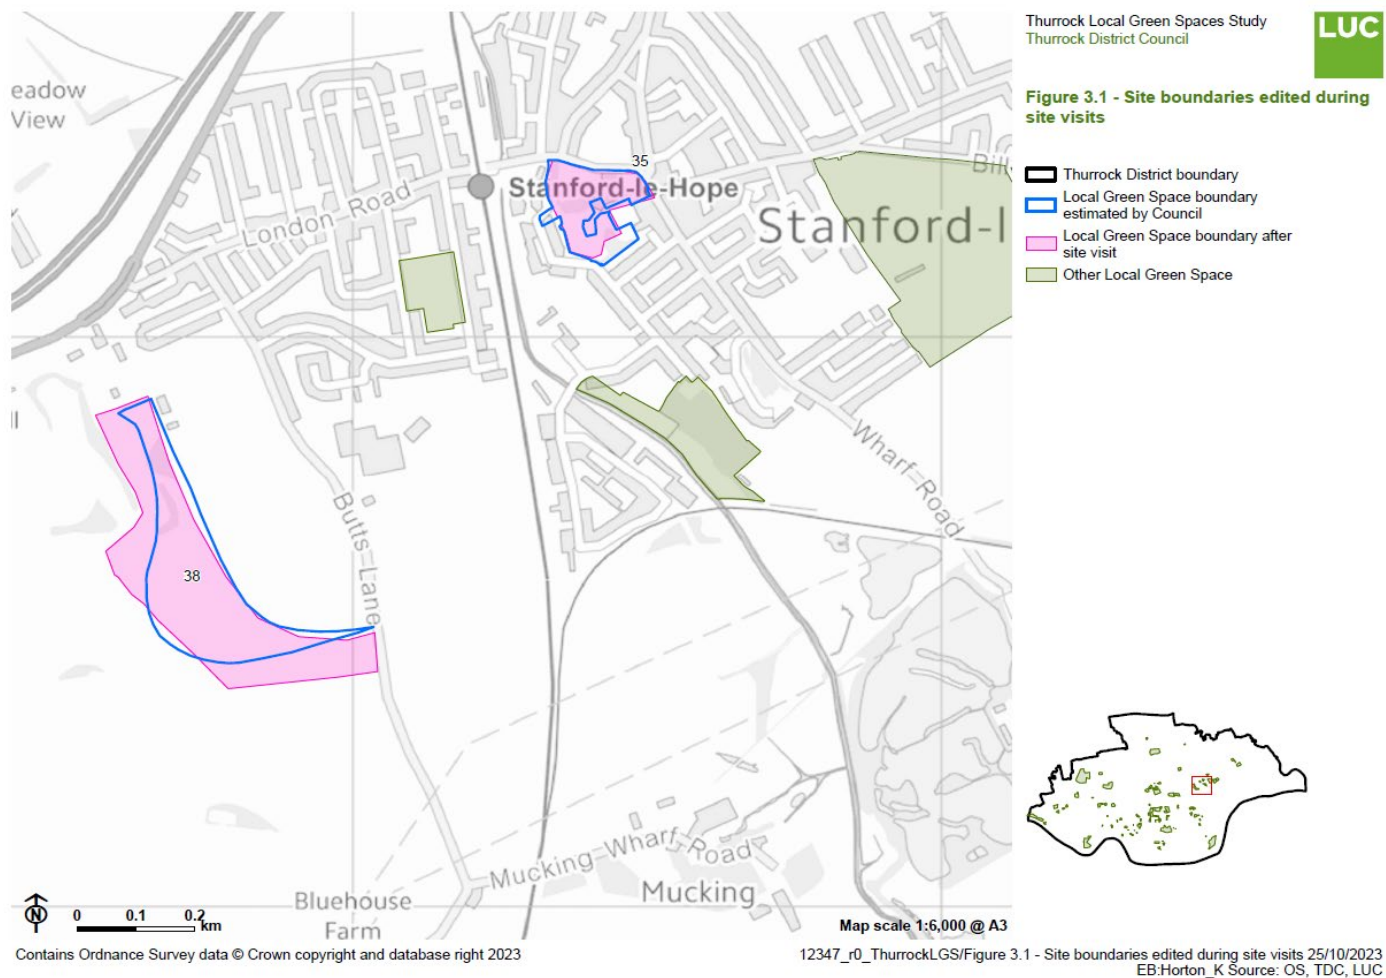 Thurrock Local Green Spaces Study
Thurrock District Council
LUC
Figure 3.1 - Site boundaries edited during
site visits
Thurrock District boundary
Local Green Space boundary
estimated by Council
Local Green Space boundary after
site visit
Other Local Green Space
eadow
View
35
Stanford-le-Hope
Bil
London Road
Stanford-l
ll
Wharf Road
Butts Lane
38
Mucking Wharf Road
Mucking
Bluehouse
Farm
N
0 0.1 0.2
km
Map scale 1:6,000 @ A3
Contains Ordnance Survey data © Crown copyright and database right 2023
12347_r0_ThurrockLGS/Figure 3.1 - Site boundaries edited during site visits 25/10/2023
EB:Horton_K Source: OS, TDC, LUC